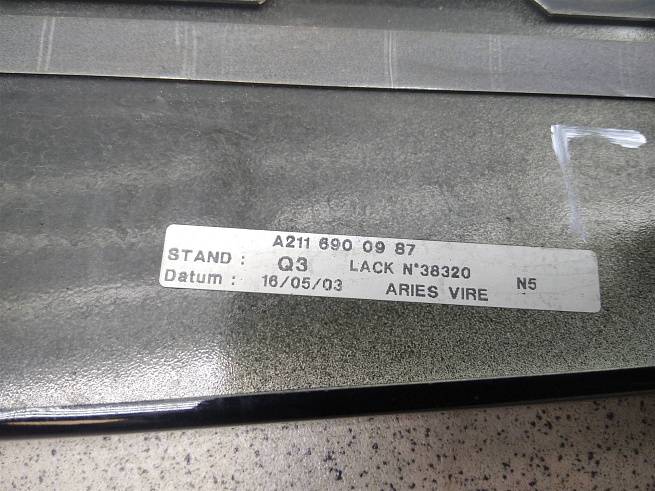 A211 690 09 87
STAND : Q3 LACK N°38320 N5
Datum : 16/05/03 ARIES VIRE